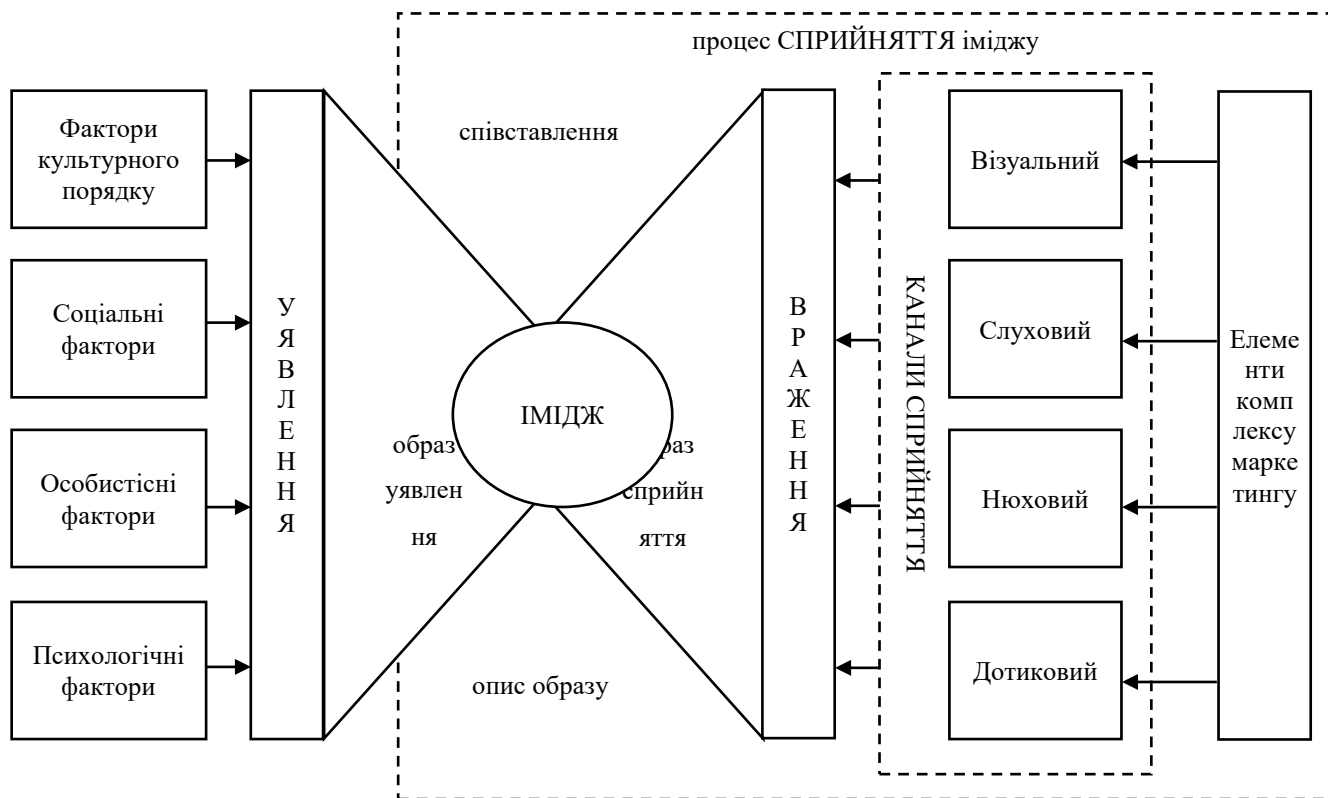 процес СПРИЙНЯТТЯ іміджу
Фактори
культурного
порядку
Соціальні
фактори
Особистісні
фактори
Психологічні
фактори
У
Я
В
Л
Е
Н
Н
Я
співставлення
ІМІДЖ
образ
уявлен
ня
сприйн
яття
опис образу
В
Р
А
Ж
Е
Н
Н
Я
КАНАЛИ СПРИЙНЯТТЯ
Візуальний
Слуховий
Нюховий
Дотиковий
Елеме
нти
комп
лексу
марке
тингу